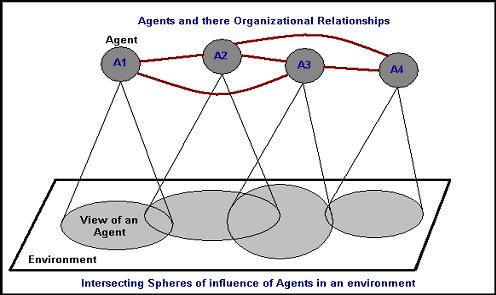 Agents and there Organizational Relationships
Agent
A1
A2
A3
A4
View of an
Agent
Environment
Intersecting Spheres of influence of Agents in an environment